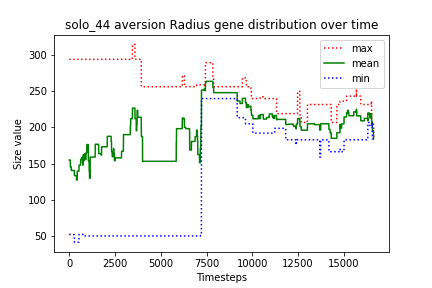 solo_44 aversion Radius gene distribution over time
max
mean
min
Size value
300
250
200
150
100
50
0
2500
5000
7500
10000
12500
15000
Timesteps